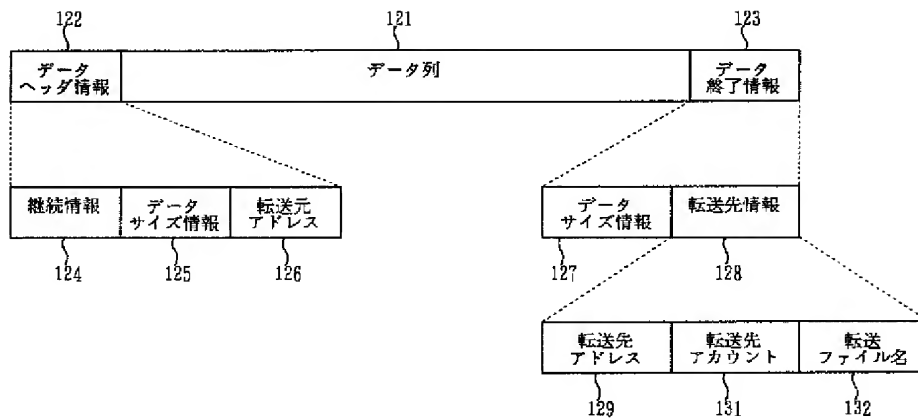 122
121
123
データ
ヘッダ情報
データ列
データ
終了情報
継続情報
データ
サイズ情報
転送元
アドレス
データ
サイズ情報
転送先情報
124
125
126
127
128
転送先
アドレス
転送先
アカウント
転送
ファイル名
129
131
132